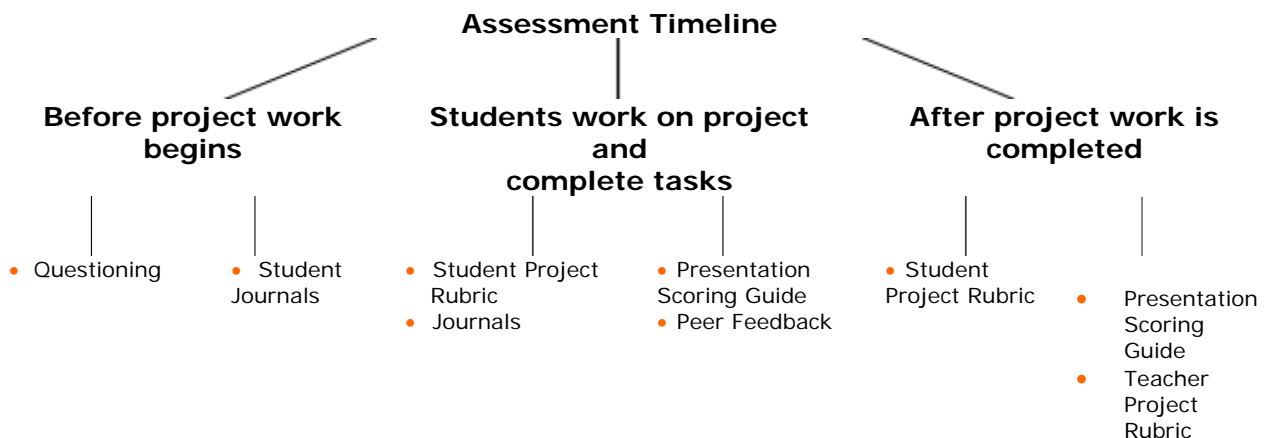 Assessment Timeline
Before project work
begins
Students work on project
and
complete tasks
After project work is
completed
• Questioning
• Student
Journals
• Student Project
Rubric
• Journals
• Presentation
Scoring Guide
• Peer Feedback
• Student
Project Rubric
• Presentation
Scoring
Guide
• Teacher
Project
Rubric